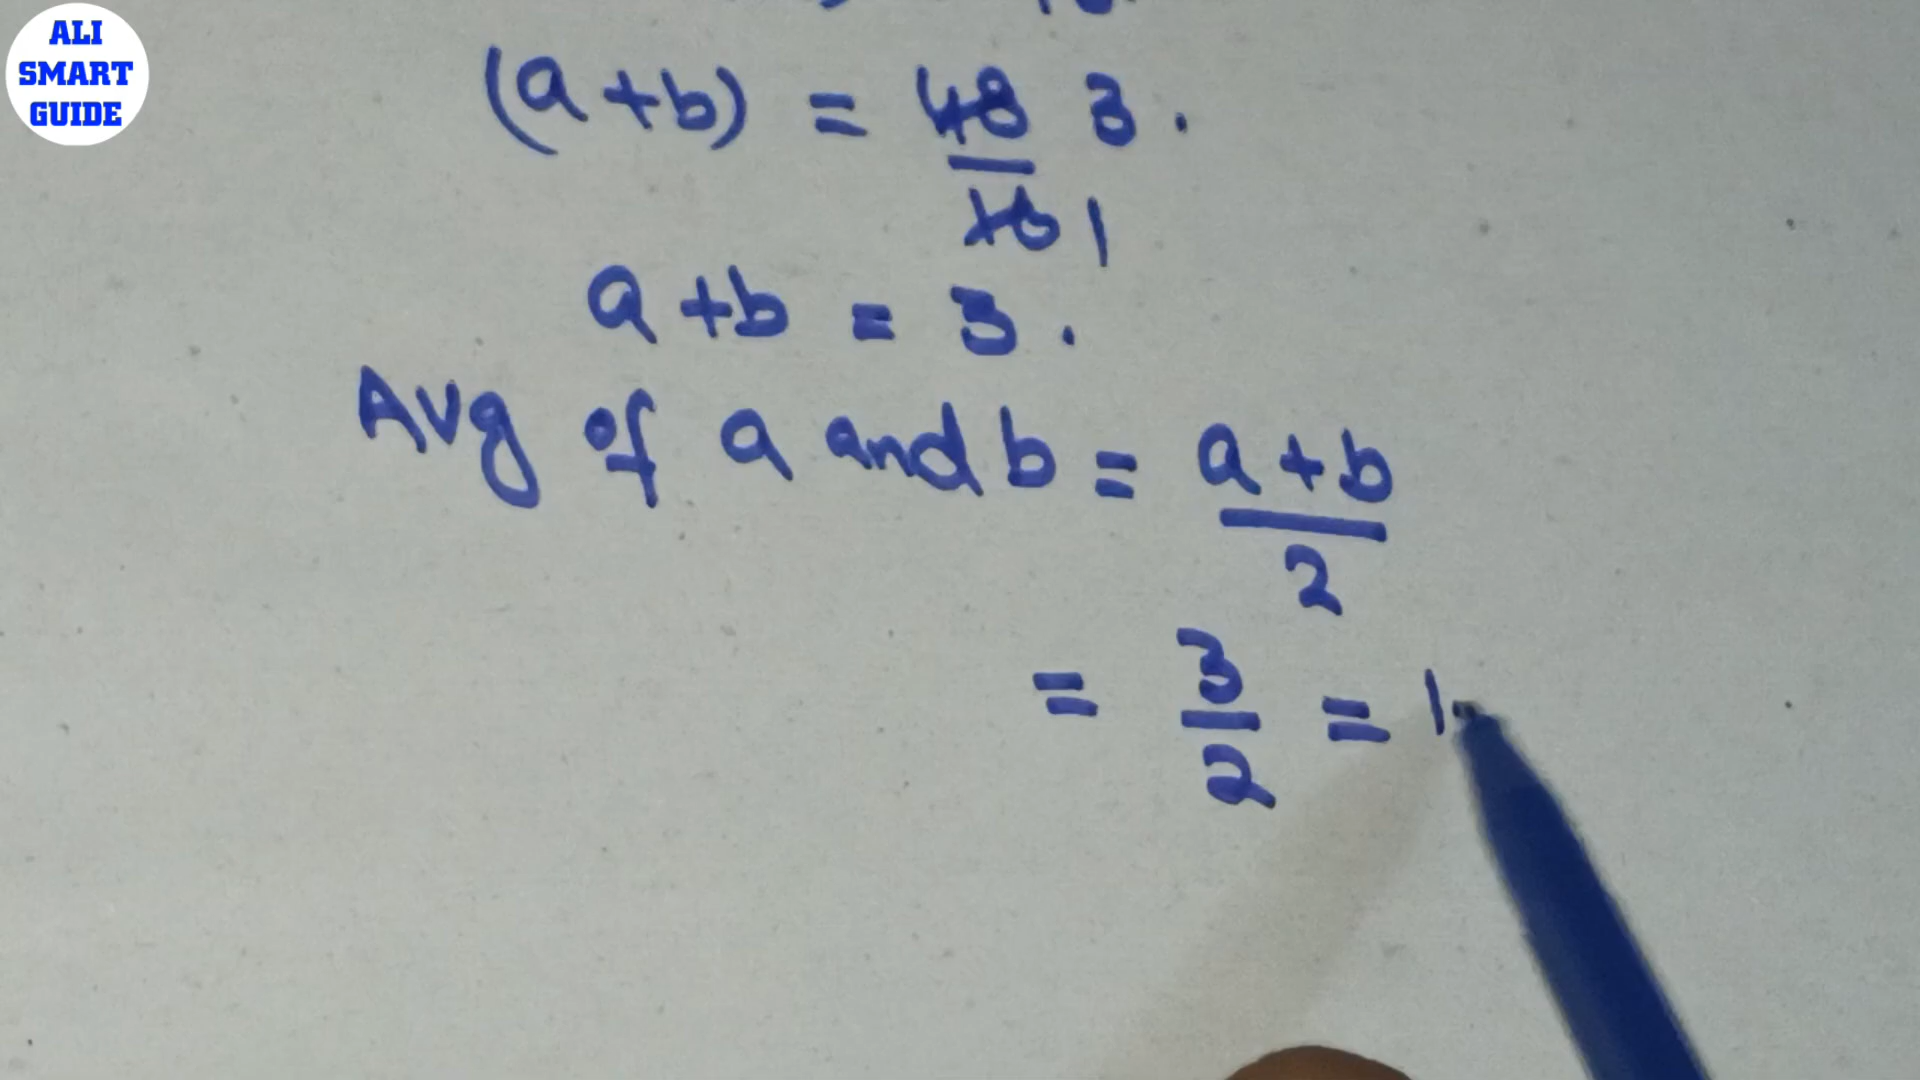 ALI
SMART
GUIDE
(a+b) = 48/16 3.
1
a+b = 3.
Avg of a and b = a+b/2
= 3/2 = 1.